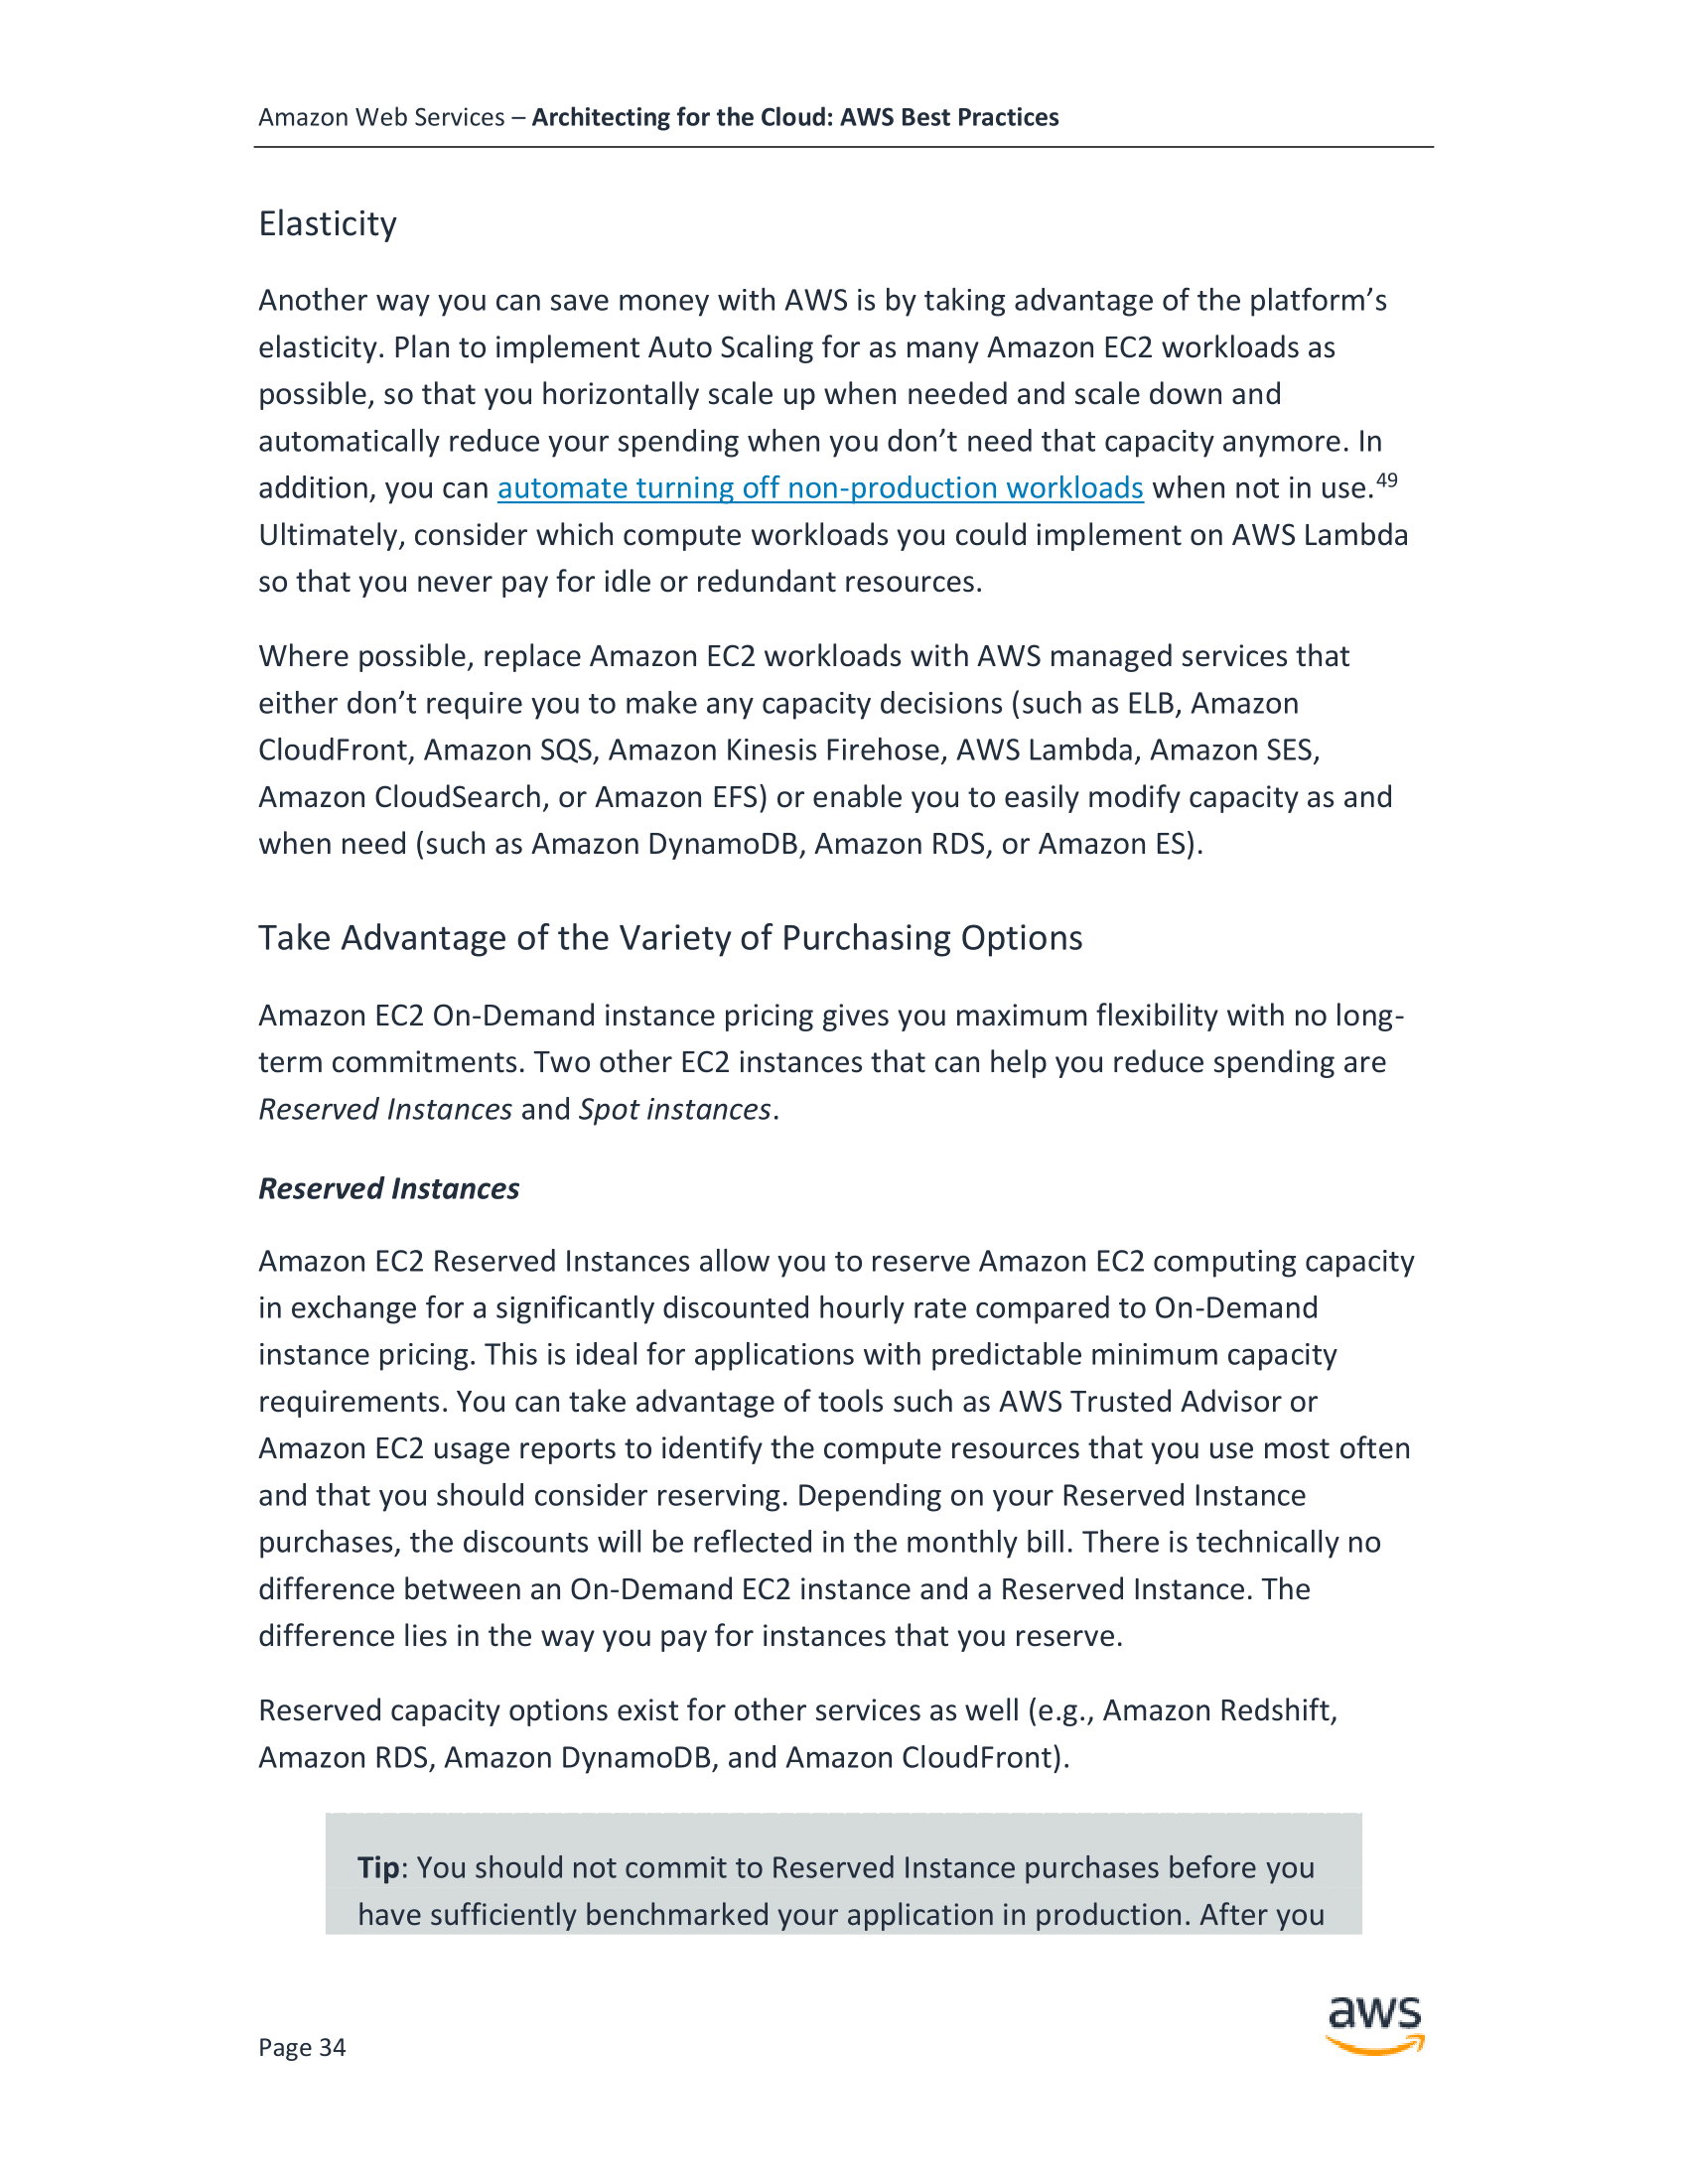 Amazon Web Services – Architecting for the Cloud: AWS Best Practices
Elasticity
Another way you can save money with AWS is by taking advantage of the platform’s
elasticity. Plan to implement Auto Scaling for as many Amazon EC2 workloads as
possible, so that you horizontally scale up when needed and scale down and
automatically reduce your spending when you don’t need that capacity anymore. In
addition, you can automate turning off non-production workloads when not in use.49
Ultimately, consider which compute workloads you could implement on AWS Lambda
so that you never pay for idle or redundant resources.
Where possible, replace Amazon EC2 workloads with AWS managed services that
either don’t require you to make any capacity decisions (such as ELB, Amazon
CloudFront, Amazon SQS, Amazon Kinesis Firehose, AWS Lambda, Amazon SES,
Amazon CloudSearch, or Amazon EFS) or enable you to easily modify capacity as and
when need (such as Amazon DynamoDB, Amazon RDS, or Amazon ES).
Take Advantage of the Variety of Purchasing Options
Amazon EC2 On-Demand instance pricing gives you maximum flexibility with no long-
term commitments. Two other EC2 instances that can help you reduce spending are
Reserved Instances and Spot instances.
Reserved Instances
Amazon EC2 Reserved Instances allow you to reserve Amazon EC2 computing capacity
in exchange for a significantly discounted hourly rate compared to On-Demand
instance pricing. This is ideal for applications with predictable minimum capacity
requirements. You can take advantage of tools such as AWS Trusted Advisor or
Amazon EC2 usage reports to identify the compute resources that you use most often
and that you should consider reserving. Depending on your Reserved Instance
purchases, the discounts will be reflected in the monthly bill. There is technically no
difference between an On-Demand EC2 instance and a Reserved Instance. The
difference lies in the way you pay for instances that you reserve.
Reserved capacity options exist for other services as well (e.g., Amazon Redshift,
Amazon RDS, Amazon DynamoDB, and Amazon CloudFront).
Tip: You should not commit to Reserved Instance purchases before you
have sufficiently benchmarked your application in production. After you
aws
Page 34